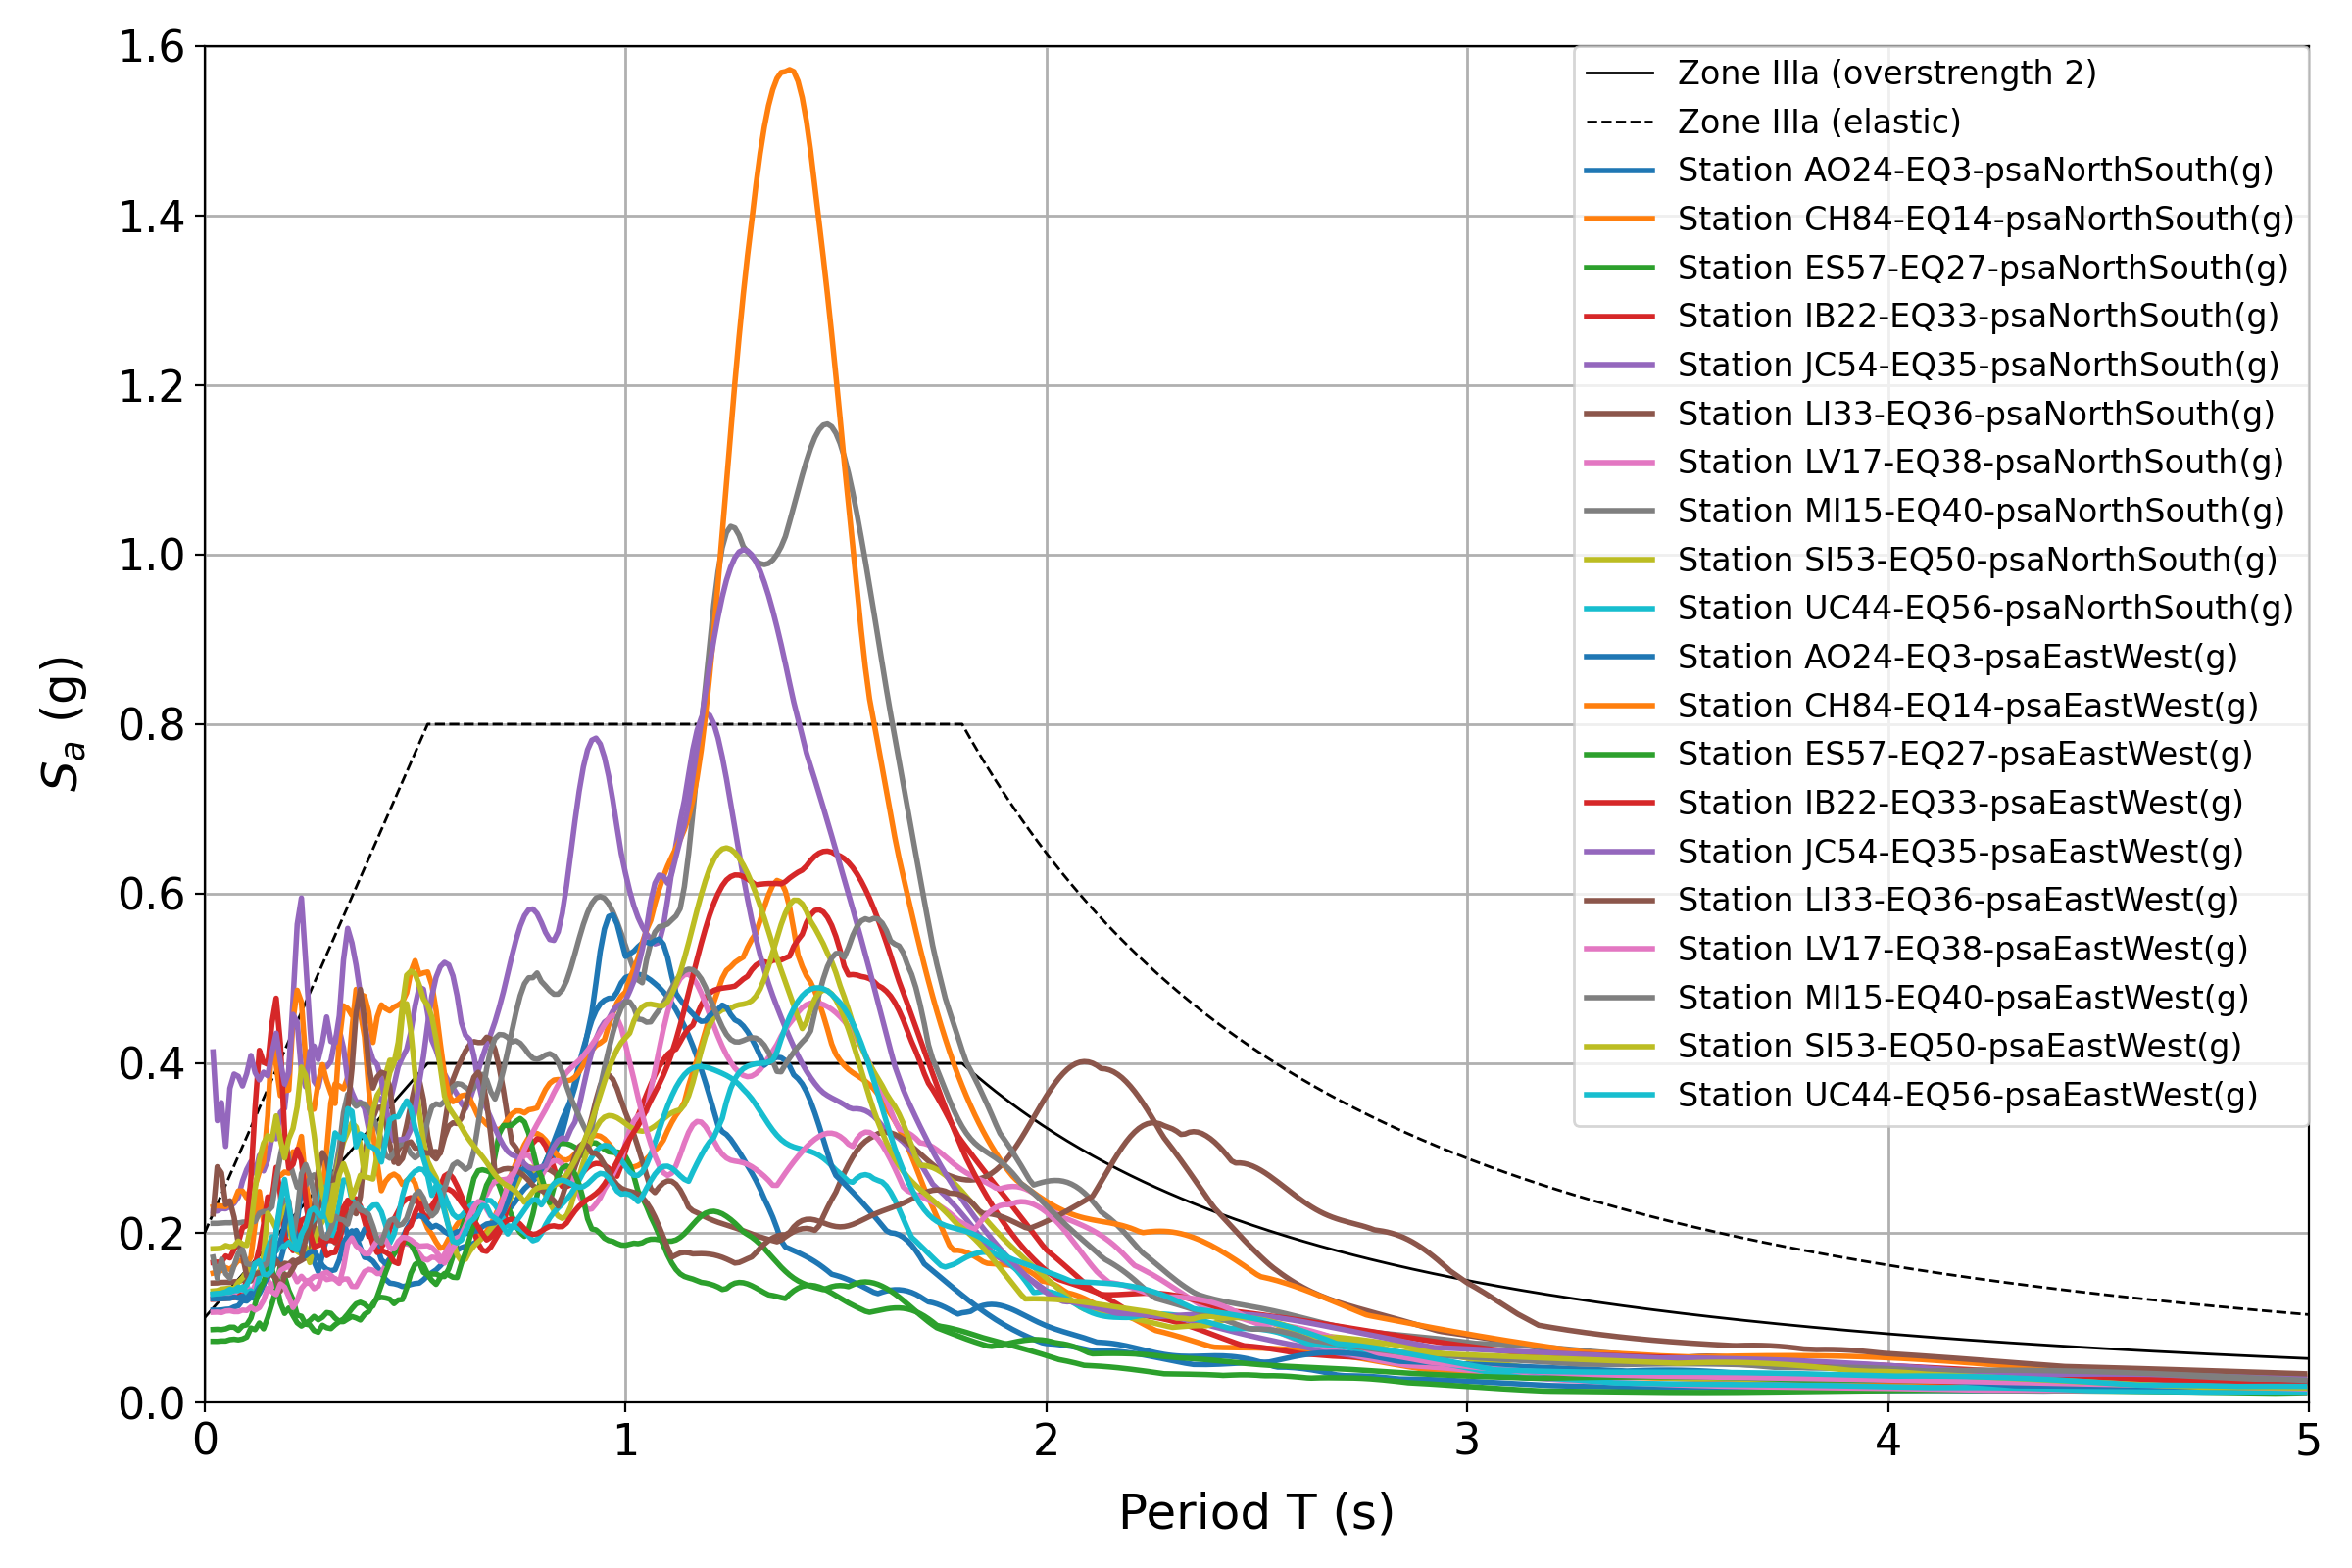 1.6
1.4
1.2
1.0
0.8
0.6
0.4
0.2
0.0
0 1 2 3 4 5
Sa (g)
Period T (s)
Zone IIIa (overstrength 2)
Zone IIIa (elastic)
Station AO24-EQ3-psaNorthSouth(g)
Station CH84-EQ14-psaNorthSouth(g)
Station ES57-EQ27-psaNorthSouth(g)
Station IB22-EQ33-psaNorthSouth(g)
Station JC54-EQ35-psaNorthSouth(g)
Station LI33-EQ36-psaNorthSouth(g)
Station LV17-EQ38-psaNorthSouth(g)
Station MI15-EQ40-psaNorthSouth(g)
Station SI53-EQ50-psaNorthSouth(g)
Station UC44-EQ56-psaNorthSouth(g)
Station AO24-EQ3-psaEastWest(g)
Station CH84-EQ14-psaEastWest(g)
Station ES57-EQ27-psaEastWest(g)
Station IB22-EQ33-psaEastWest(g)
Station JC54-EQ35-psaEastWest(g)
Station LI33-EQ36-psaEastWest(g)
Station LV17-EQ38-psaEastWest(g)
Station MI15-EQ40-psaEastWest(g)
Station SI53-EQ50-psaEastWest(g)
Station UC44-EQ56-psaEastWest(g)